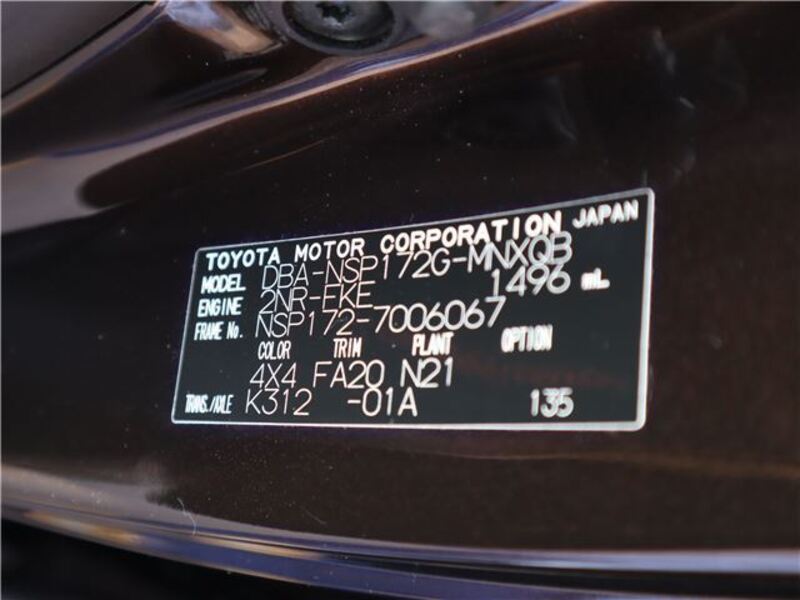 TOYOTA MOTOR CORPORATION JAPAN
MODEL DBA-NSP172G-MNXQB
ENGINE 2NR-FKE 1496 mL
FRAME No. NSP172-7006067
COLOR TRIM PLANT OPTION
4X4 FA20 N21
TRANS./AXLE K312 -01A 135